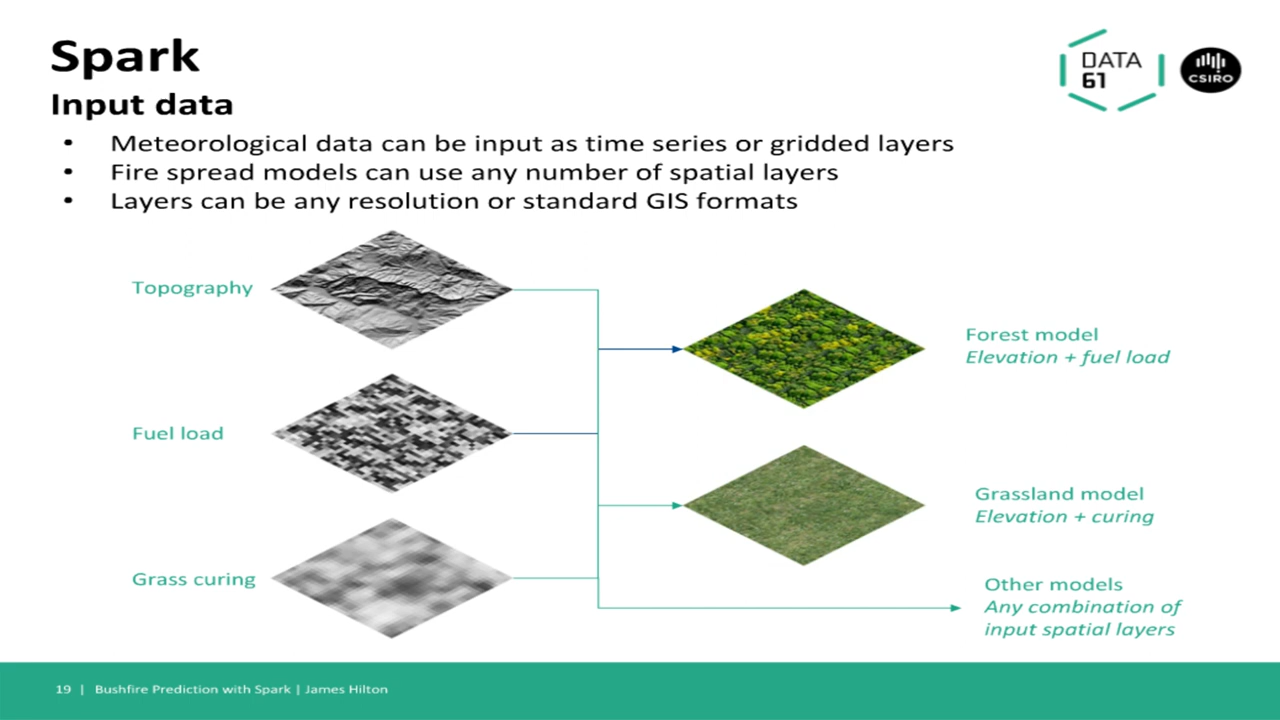 Spark
Input data
DATA
61
CSIRO
• Meteorological data can be input as time series or gridded layers
• Fire spread models can use any number of spatial layers
• Layers can be any resolution or standard GIS formats
Topography
Fuel load
Grass curing
Forest model
Elevation + fuel load
Grassland model
Elevation + curing
Other models
Any combination of
input spatial layers
19 | Bushfire Prediction with Spark | James Hilton